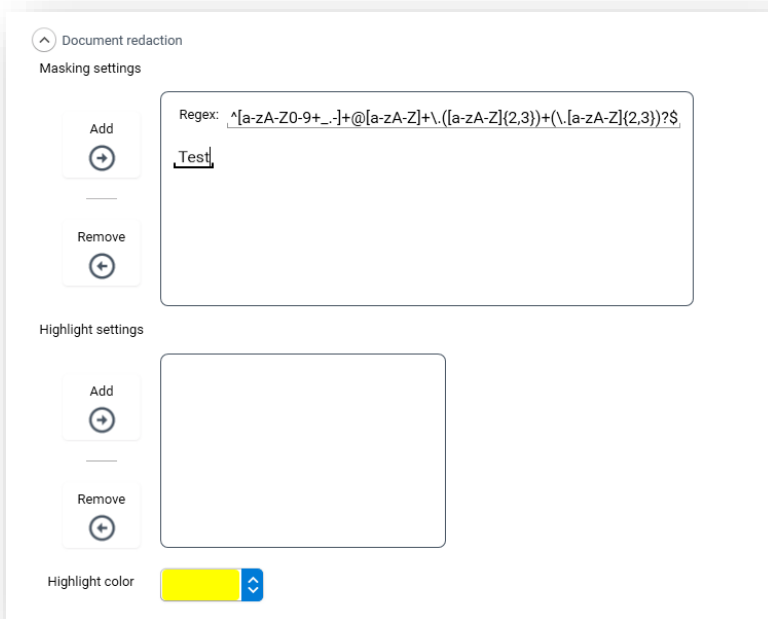 Document redaction
Masking settings
Add
Regex: ^[a-zA-Z0-9+_.-]+@[a-zA-Z]+\.([a-zA-Z]{2,3})+(\.[a-zA-Z]{2,3})?$
Test
Remove
Highlight settings
Add
Remove
Highlight color